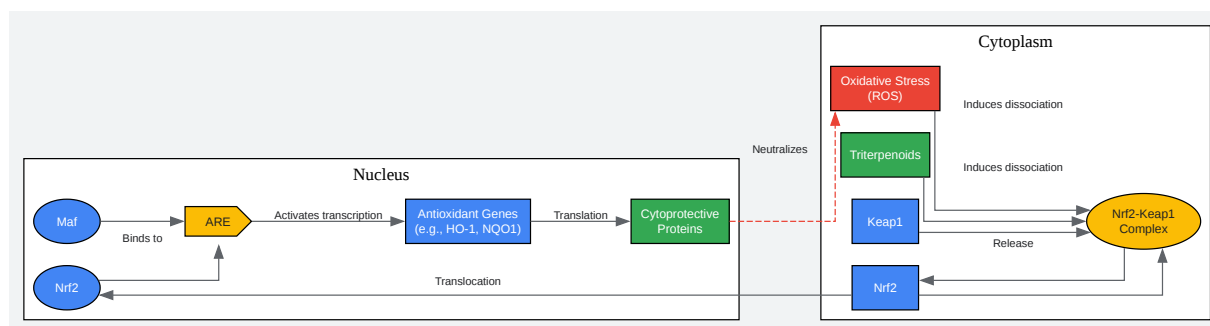 Cytoplasm
Oxidative Stress
(ROS)
Induces dissociation
Neutralizes
Triterpenoids
Induces dissociation
Nucleus
Maf
Binds to
ARE
Activates transcription
Antioxidant Genes
(e.g., HO-1, NQO1)
Translation
Cytoprotective
Proteins
Keap1
Release
Nrf2-Keap1
Complex
Nrf2
Translocation
Nrf2